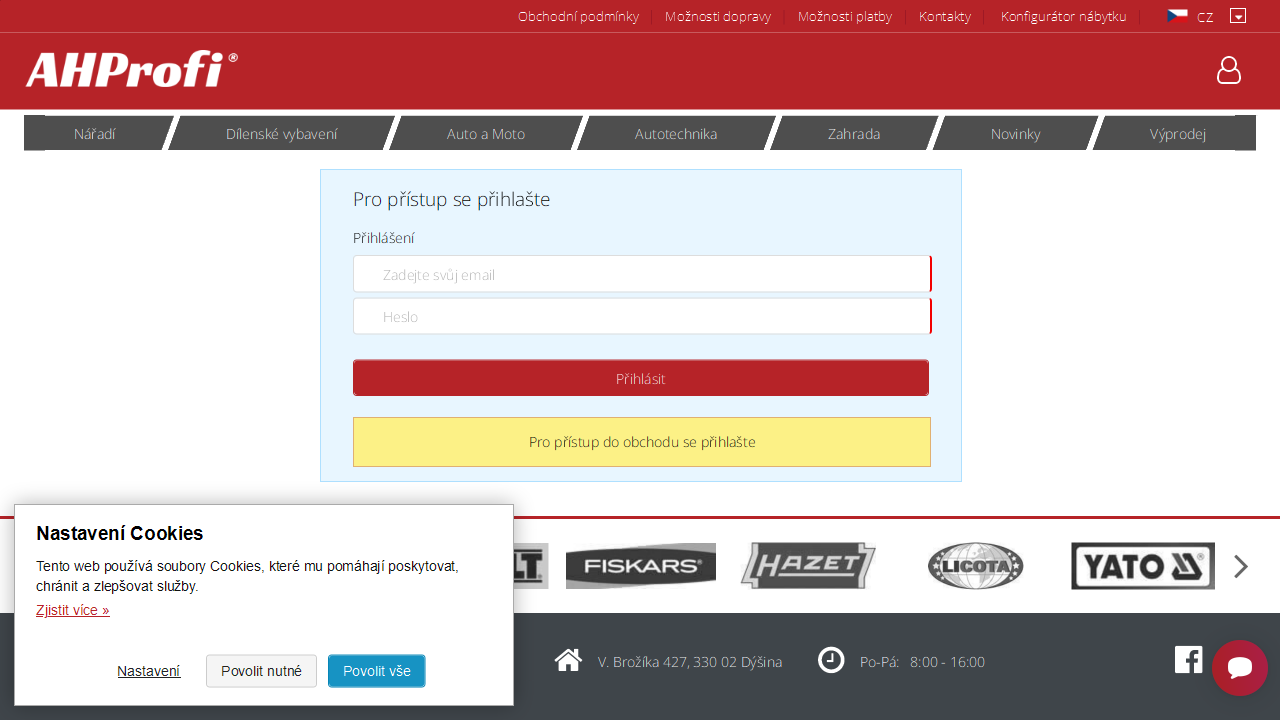 Obchodní podmínky Možnosti dopravy Možnosti platby Kontakty Konfigurátor nábytku CZ
AHProfi ®
Nářadí Dílenské vybavení Auto a Moto Autotechnika Zahrada Novinky Výprodej
Pro přístup se přihlašte
Přihlášení
Zadejte svůj email
Heslo
Přihlásit
Pro přístup do obchodu se přihlašte
Nastavení Cookies
Tento web používá soubory Cookies, které mu pomáhají poskytovat,
chránit a zlepšovat služby.
Zjistit více »
Nastavení Povolit nutné Povolit vše
FISKARS® HAZET LICOTA YATO
V. Brožíka 427, 330 02 Dýšina Po-Pá: 8:00 - 16:00